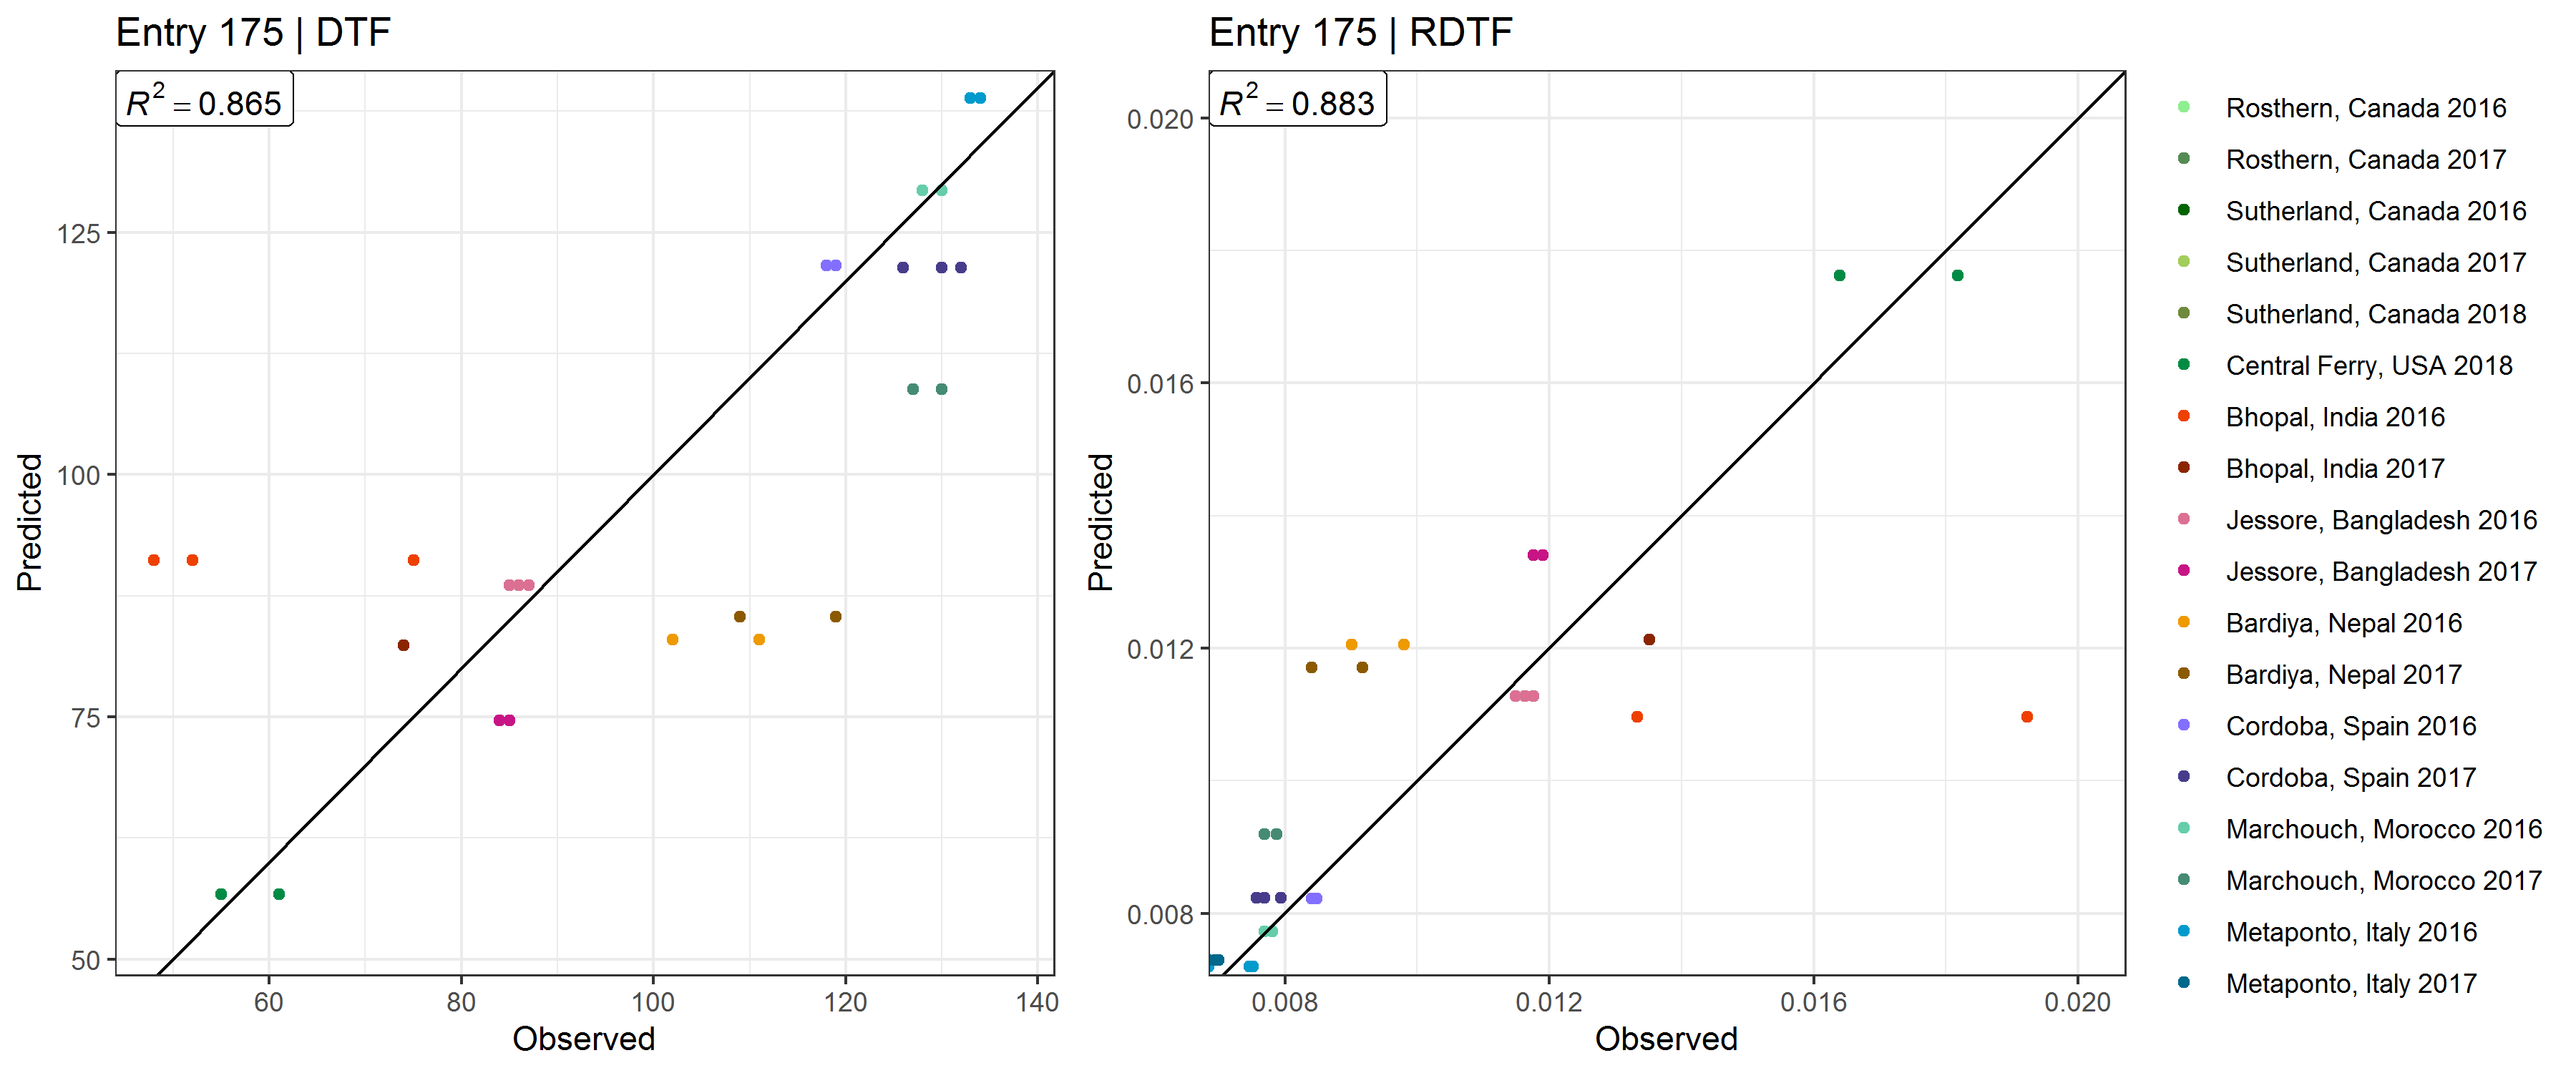 Entry 175 | DTF
R² = 0.865
125
100
75
50
Predicted
60 80 100 120 140
Observed
Entry 175 | RDTF
R² = 0.883
0.020
0.016
0.012
0.008
Predicted
0.008 0.012 0.016 0.020
Observed
Rosthern, Canada 2016
Rosthern, Canada 2017
Sutherland, Canada 2016
Sutherland, Canada 2017
Sutherland, Canada 2018
Central Ferry, USA 2018
Bhopal, India 2016
Bhopal, India 2017
Jessore, Bangladesh 2016
Jessore, Bangladesh 2017
Bardiya, Nepal 2016
Bardiya, Nepal 2017
Cordoba, Spain 2016
Cordoba, Spain 2017
Marchouch, Morocco 2016
Marchouch, Morocco 2017
Metaponto, Italy 2016
Metaponto, Italy 2017